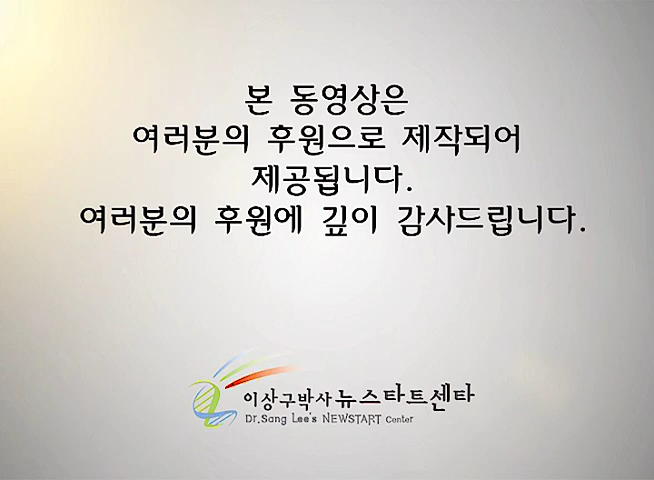 본 동영상은
여러분의 후원으로 제작되어
제공됩니다.
여러분의 후원에 깊이 감사드립니다.
이상구박사 뉴스타트센타
Dr.Sang Lee's NEWSTART Center